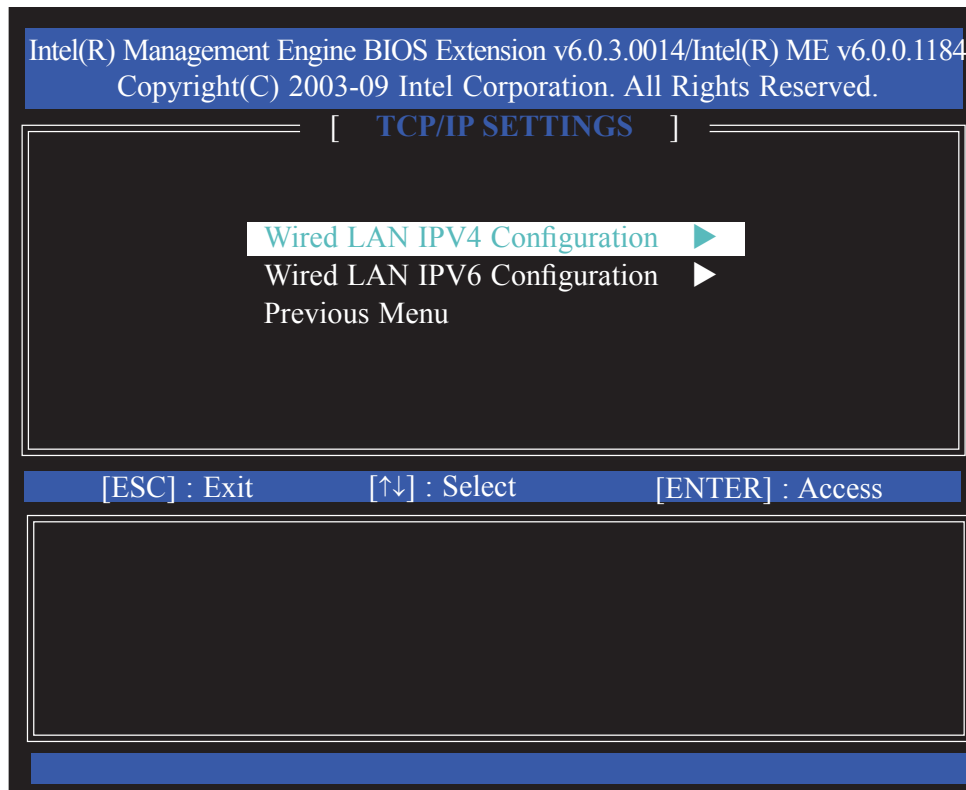 Intel(R) Management Engine BIOS Extension v6.0.3.0014/Intel(R) ME v6.0.0.1184
Copyright(C) 2003-09 Intel Corporation. All Rights Reserved.
[ TCP/IP SETTINGS ]
Wired LAN IPV4 Configuration ▶
Wired LAN IPV6 Configuration ▶
Previous Menu
[ESC] : Exit [↑↓] : Select [ENTER] : Access